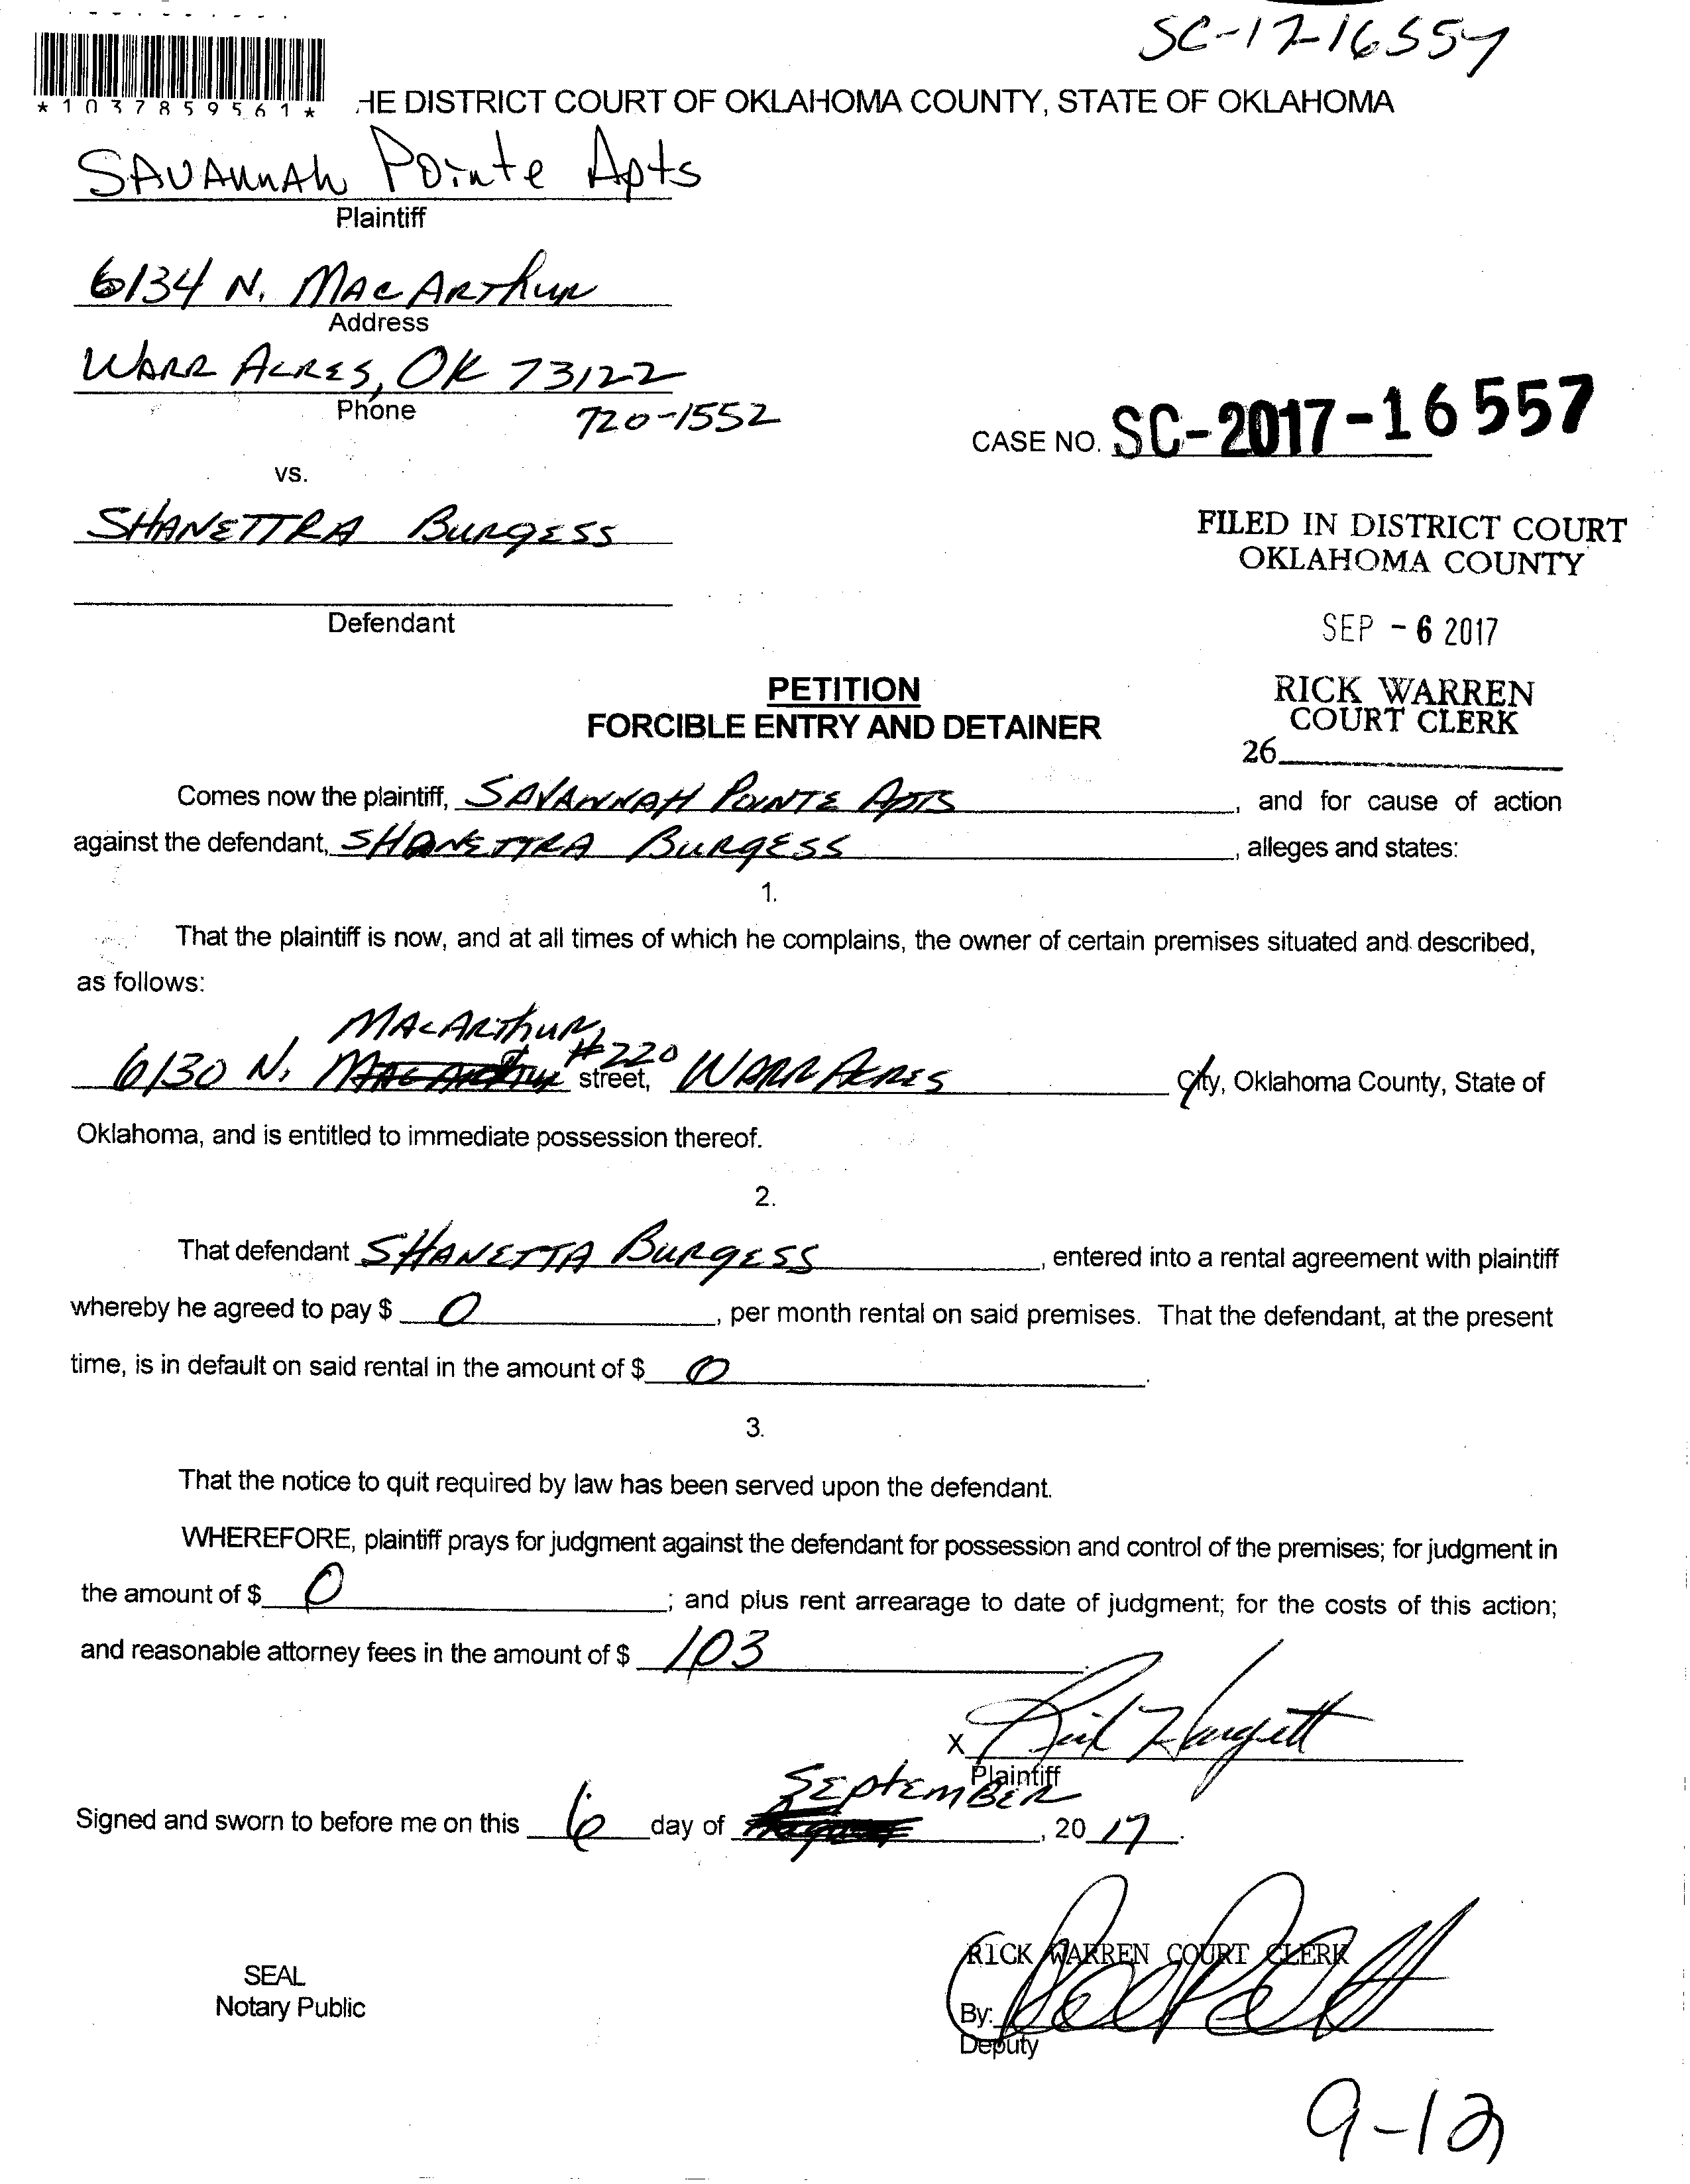 SC-17-16557
*1037859561*
HE DISTRICT COURT OF OKLAHOMA COUNTY, STATE OF OKLAHOMA
SAVANNAh Pointe Apts
Plaintiff
6134 N. MacARThur
Address
WARR ACRES, OK 73122
Phone
720-1552
CASE NO. SC-2017-16557
vs.
SHANETTRA BURGESS
FILED IN DISTRICT COURT
OKLAHOMA COUNTY
Defendant
SEP - 6 2017
PETITION
FORCIBLE ENTRY AND DETAINER
RICK WARREN
COURT CLERK
26
Comes now the plaintiff, SAVANNAH POINTE APTS, and for cause of action
against the defendant, SHANETTRA BURGESS, alleges and states:
1.
That the plaintiff is now, and at all times of which he complains, the owner of certain premises situated and described,
as follows:
MACARThUR,
6130 N. MacArthur #220 street, WARR ACRES City, Oklahoma County, State of
Oklahoma, and is entitled to immediate possession thereof.
2.
That defendant SHANETTA BURGESS, entered into a rental agreement with plaintiff
whereby he agreed to pay $ 0, per month rental on said premises. That the defendant, at the present
time, is in default on said rental in the amount of $ 0.
3.
That the notice to quit required by law has been served upon the defendant.
WHEREFORE, plaintiff prays for judgment against the defendant for possession and control of the premises; for judgment in
the amount of $ 0; and plus rent arrearage to date of judgment; for the costs of this action;
and reasonable attorney fees in the amount of $ 103.
X
Plaintiff
SEptEMBER
Signed and sworn to before me on this 6 day of August, 2017.
RICK WARREN COURT CLERK
SEAL
Notary Public
By:
Deputy
9-12